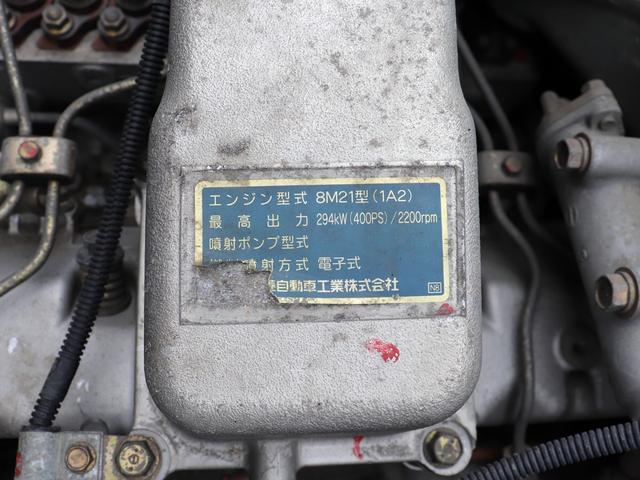 エンジン型式 8M21型(1A2)
最高出力 294kW(400PS)/2200rpm
噴射ポンプ型式
噴射方式 電子式
自動車工業株式会社 N8